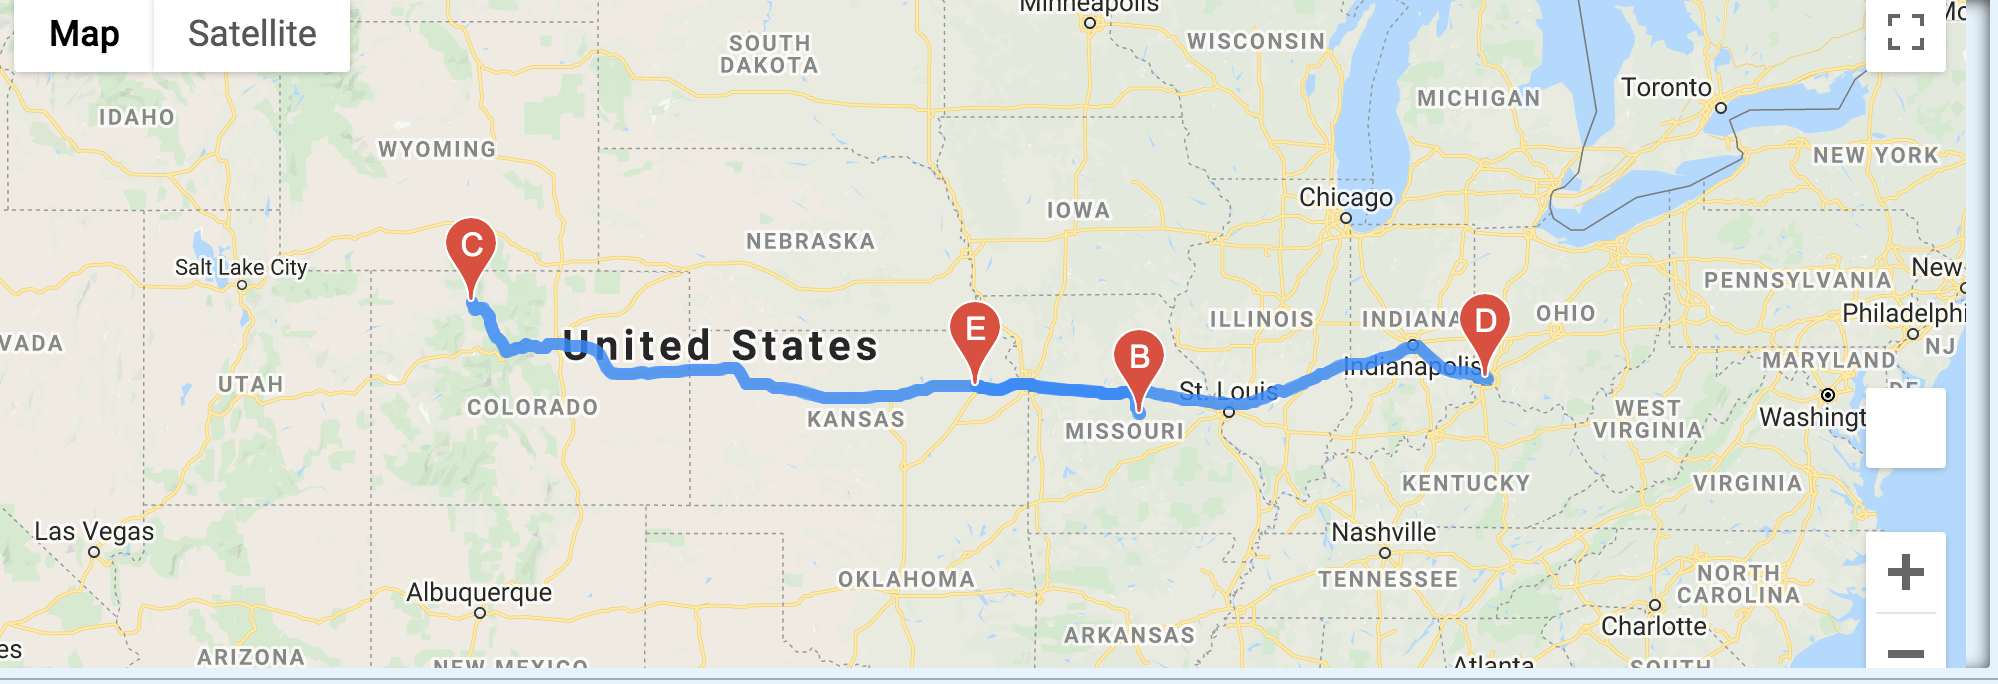 Map
Satellite
Minneapolis
WISCONSIN
SOUTH
DAKOTA
MICHIGAN
Toronto
IDAHO
WYOMING
NEW YORK
Chicago
IOWA
NEBRASKA
Salt Lake City
C
PENNSYLVANIA
New
Philadelphi
ILLINOIS
INDIANA
OHIO
D
E
B
VADA
United States
NJ
MARYLAND
Indianapolis
UTAH
St. Louis
DE
COLORADO
KANSAS
MISSOURI
WEST
VIRGINIA
Washingt
KENTUCKY
VIRGINIA
Las Vegas
Nashville
Albuquerque
OKLAHOMA
TENNESSEE
NORTH
CAROLINA
Charlotte
ARKANSAS
es
ARIZONA
NEW MEXICO
Atlanta
SOUTH